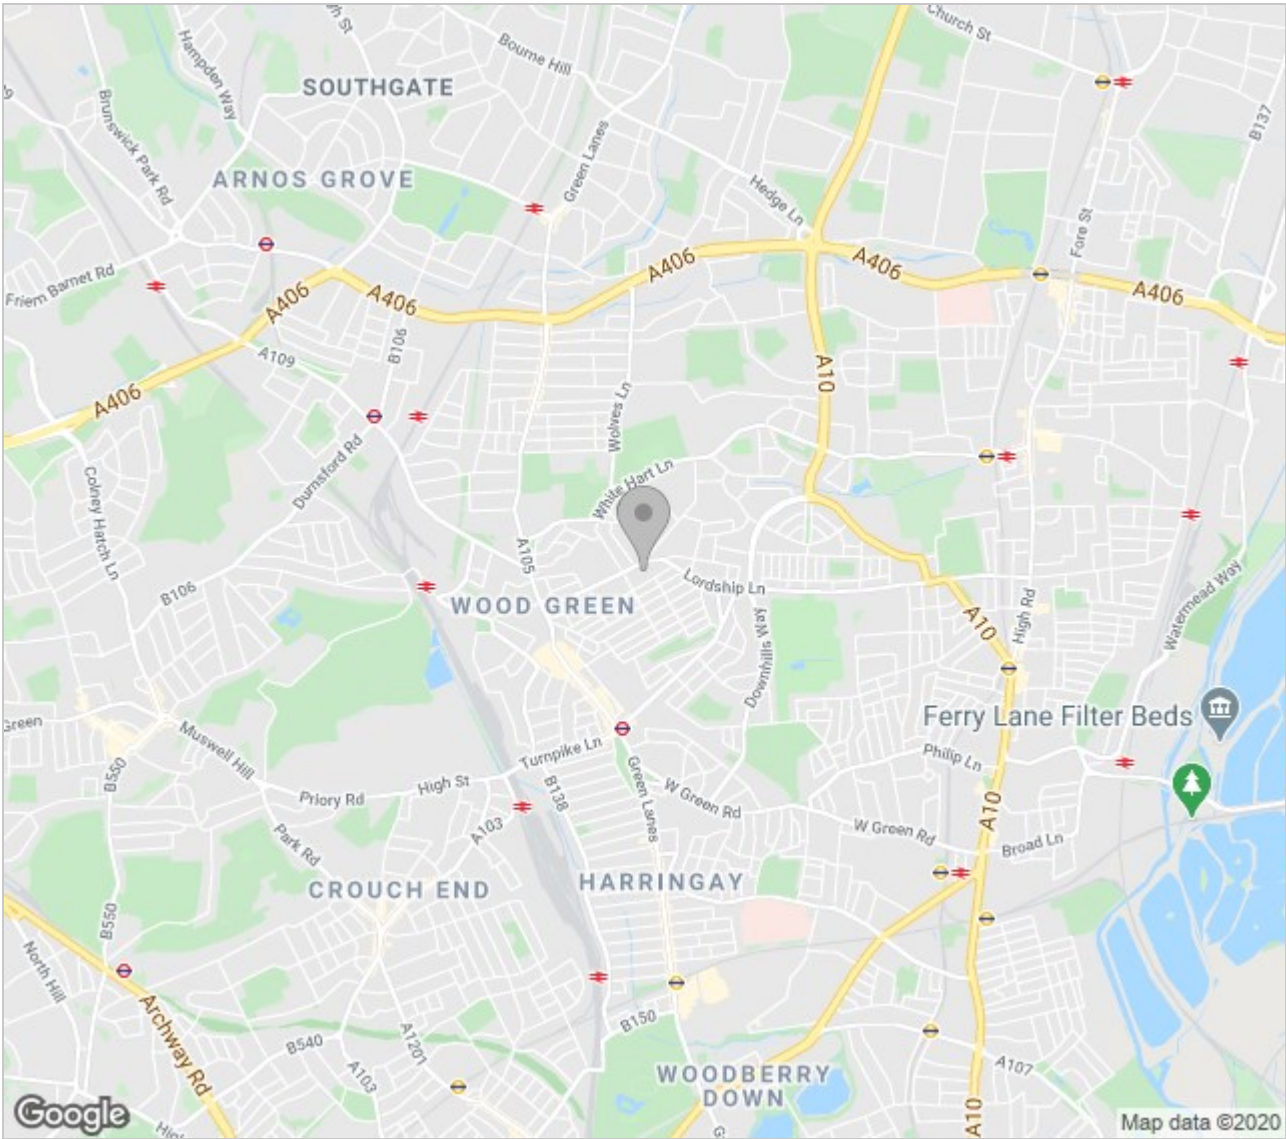 Church St
Hampden Way
Bourne Hill
SOUTHGATE
B137
Brunswick Park Rd
Green Lanes
ARNOS GROVE
Hedge Ln
Fore St
Friern Barnet Rd
A406
A406
A406
A406
A406
A406
A109
B106
A10
Wolves Ln
Durnsford Rd
White Hart Ln
Colney Hatch Ln
A105
Lordship Ln
B106
WOOD GREEN
Watermead Way
High Rd
A10
Downhills Way
Ferry Lane Filter Beds
Green
Muswell Hill
Turnpike Ln
Philip Ln
B550
High St
Priory Rd
B138
Green Lanes
W Green Rd
A10
A103
W Green Rd
Broad Ln
Park Rd
CROUCH END
HARRINGAY
B550
North Hill
Archway Rd
B150
A1201
B540
A103
A107
WOODBERRY
DOWN
A10
Google
Map data ©2020